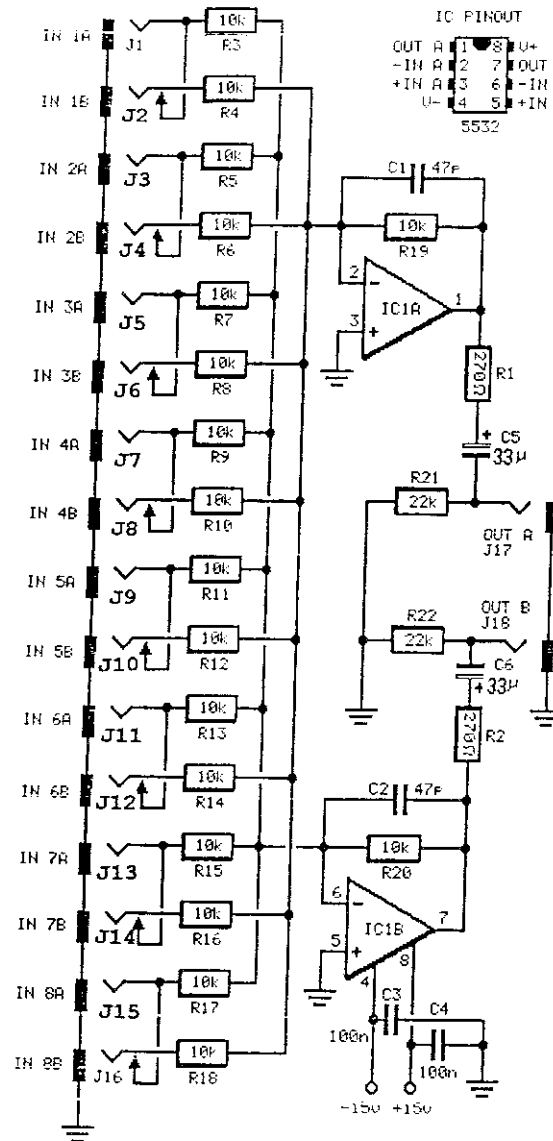 IC PINOUT
OUT A 1 8 V+
-IN A 2 7 OUT
+IN A 3 6 -IN
V- 4 5 +IN
5532
IN 1A J1 10k R3
IN 1B J2 10k R4
IN 2A J3 10k R5
IN 2B J4 10k R6
IN 3A J5 10k R7
IN 3B J6 10k R8
IN 4A J7 10k R9
IN 4B J8 10k R10
IN 5A J9 10k R11
IN 5B J10 10k R12
IN 6A J11 10k R13
IN 6B J12 10k R14
IN 7A J13 10k R15
IN 7B J14 10k R16
IN 8A J15 10k R17
IN 8B J16 10k R18
C1 47p
10k
R19
2 - IC1A 1
3 +
270Ω R1
+ C5
33µ
R21
22k
OUT A
J17
R22
22k
OUT B
J18
C6
+ 33µ
270Ω R2
C2 47p
10k
R20
6 - IC1B 7
5 +
4 8
C3 C4
100n
100n
-15v +15v